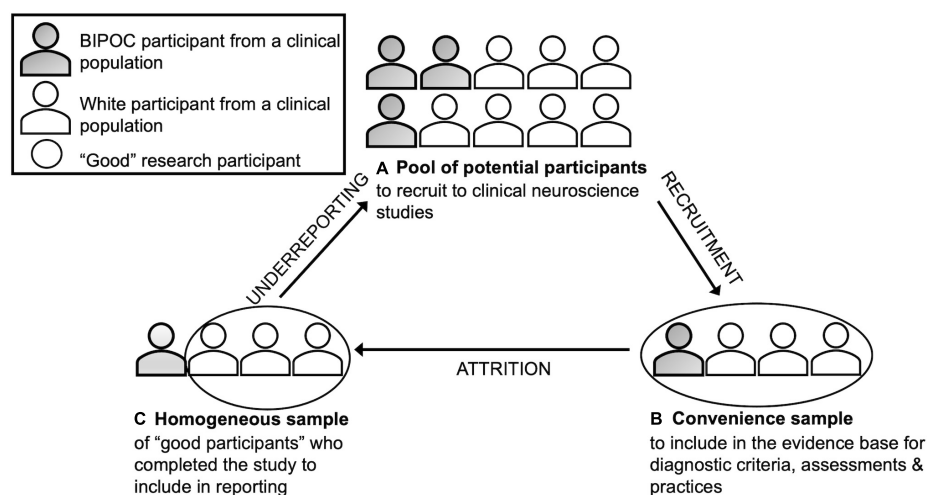 BIPOC participant from a clinical
population
White participant from a clinical
population
“Good” research participant
A Pool of potential participants
to recruit to clinical neuroscience
studies
RECRUITMENT
UNDERREPORTING
ATTRITION
B Convenience sample
to include in the evidence base for
diagnostic criteria, assessments &
practices
C Homogeneous sample
of “good participants” who
completed the study to
include in reporting